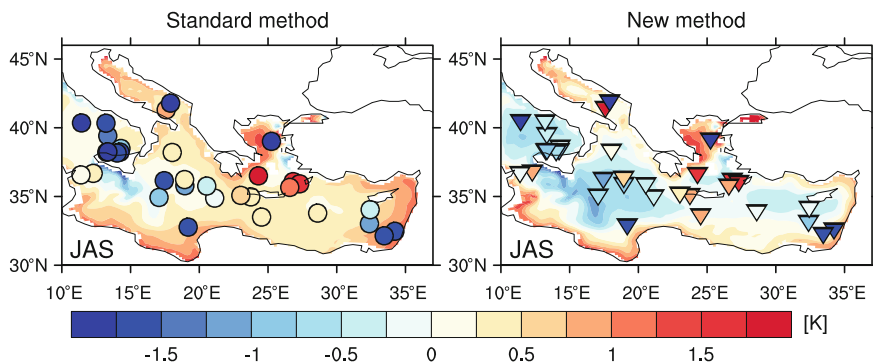 Standard method New method
45°N 45°N
40°N 40°N
35°N 35°N
30°N 30°N
JAS JAS
10°E 15°E 20°E 25°E 30°E 35°E 10°E 15°E 20°E 25°E 30°E 35°E
[K]
-1.5 -1 -0.5 0 0.5 1 1.5